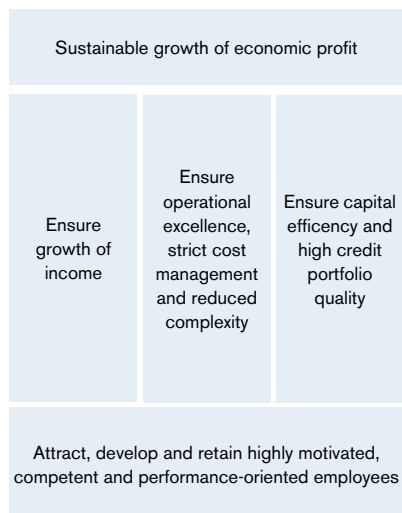 Sustainable growth of economic profit
Ensure
growth of
income
Ensure
operational
excellence,
strict cost
management
and reduced
complexity
Ensure capital
efficency and
high credit
portfolio
quality
Attract, develop and retain highly motivated,
competent and performance-oriented employees